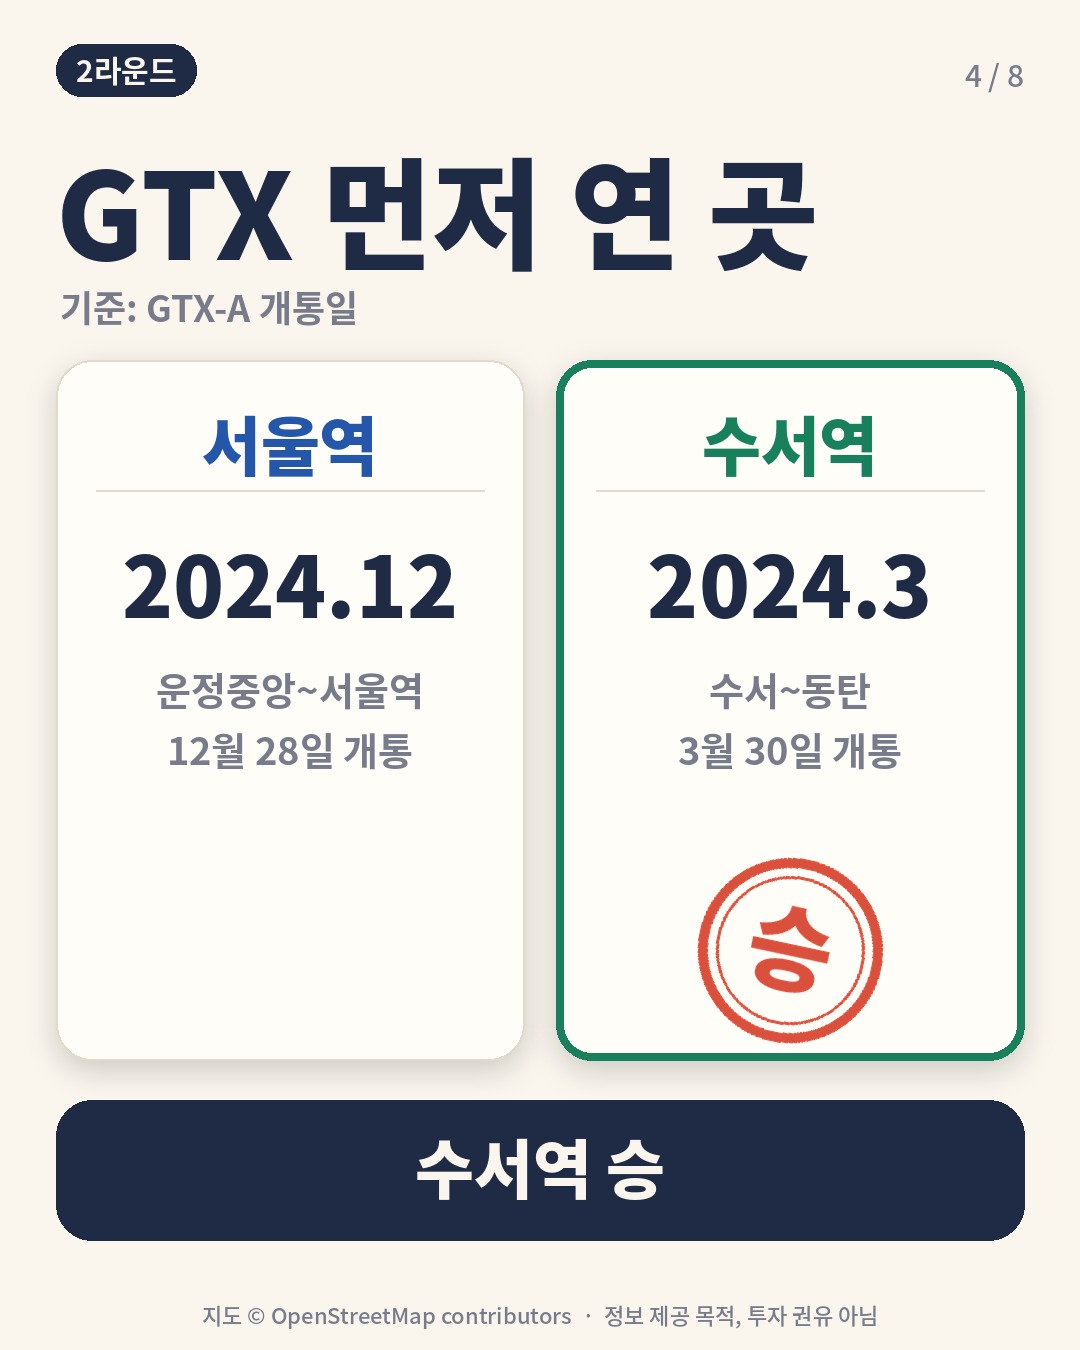 2라운드
4 / 8
GTX 먼저 연 곳
기준: GTX-A 개통일
서울역
2024.12
운정중앙~서울역
12월 28일 개통
수서역
2024.3
수서~동탄
3월 30일 개통
승
수서역 승
지도 © OpenStreetMap contributors · 정보 제공 목적, 투자 권유 아님